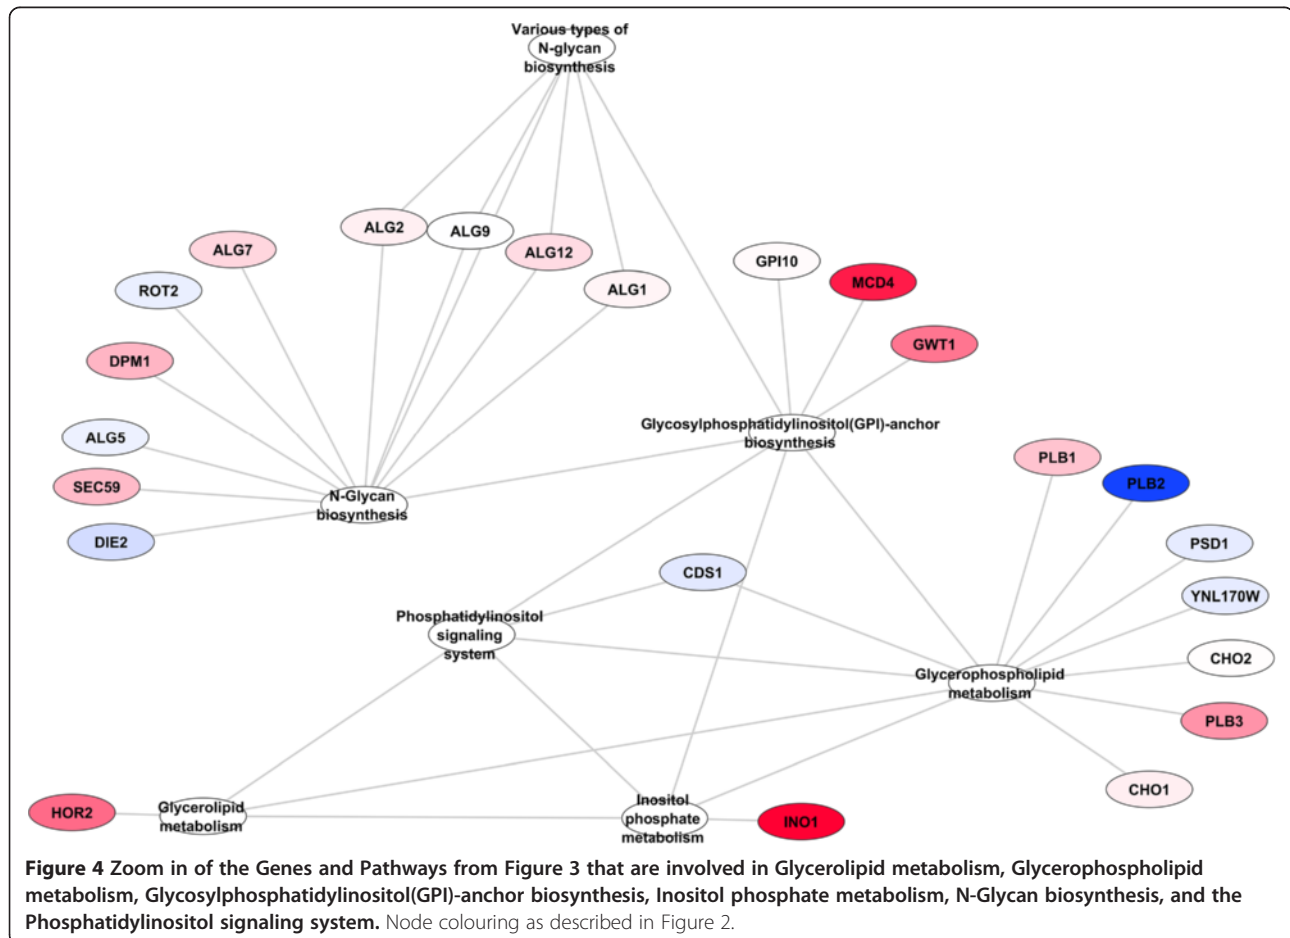 Various types of
N-glycan
biosynthesis
ALG2
ALG9
ALG7
ALG12
GPI10
MCD4
ROT2
ALG1
GWT1
DPM1
Glycosylphosphatidylinositol(GPI)-anchor
biosynthesis
ALG5
PLB1
SEC59
PLB2
N-Glycan
biosynthesis
DIE2
PSD1
CDS1
YNL170W
Phosphatidylinositol
signaling
system
CHO2
Glycerophospholipid
metabolism
PLB3
CHO1
HOR2
Glycerolipid
metabolism
Inositol
phosphate
metabolism
INO1
Figure 4 Zoom in of the Genes and Pathways from Figure 3 that are involved in Glycerolipid metabolism, Glycerophospholipid
metabolism, Glycosylphosphatidylinositol(GPI)-anchor biosynthesis, Inositol phosphate metabolism, N-Glycan biosynthesis, and the
Phosphatidylinositol signaling system. Node colouring as described in Figure 2.